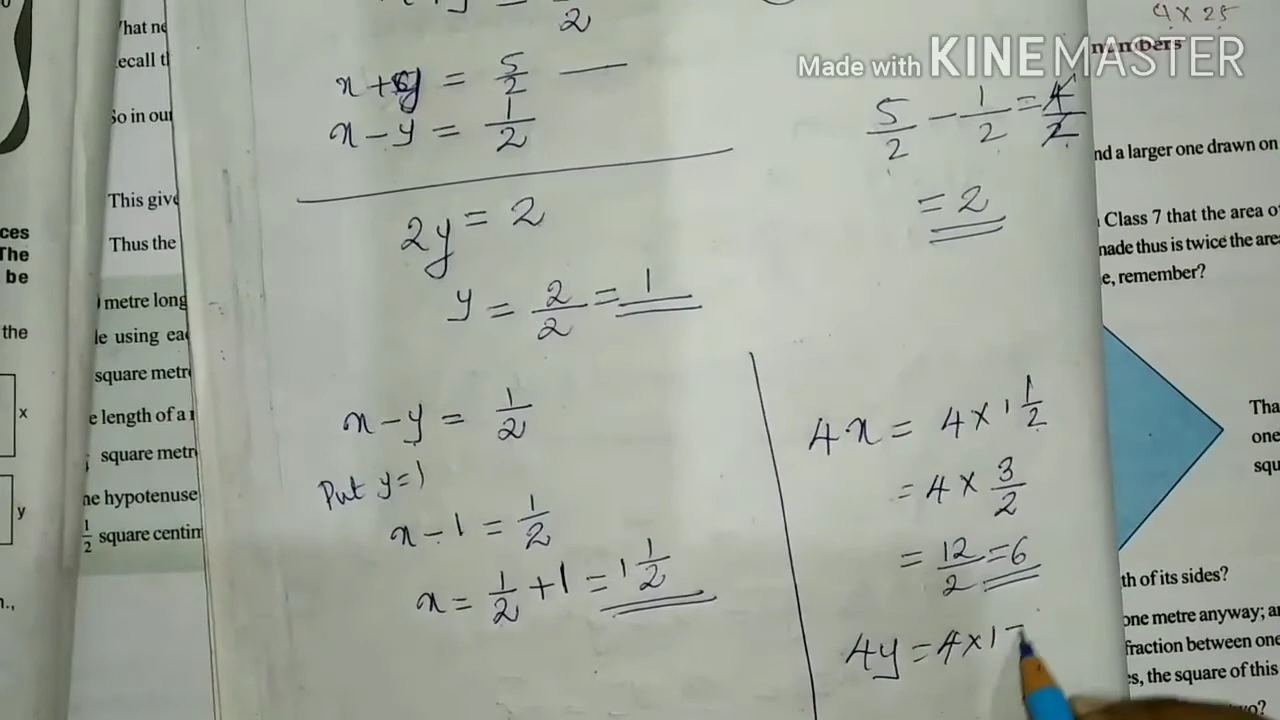 4 × 25
Made with KINEMASTER
numbers
x + y = 5/2 —
x − y = 1/2
5/2 − 1/2 = 4/2
= 2
2y = 2
y = 2/2 = 1
x − y = 1/2
Put y=1
x − 1 = 1/2
x = 1/2 + 1 = 1 1/2
4x = 4 × 1 1/2
= 4 × 3/2
= 12/2 = 6
4y = 4 × 1 =
What
ecall
So in our
This give
Thus the
metre long
le using
square metr
e length of a
square metr
he hypotenuse
1/2 square centim
ces
The
be
the
x
y
nd a larger one drawn on
Class 7 that the area of
made thus is twice the are
e, remember?
Tha
one
squ
th of its sides?
one metre anyway; a
fraction between one
s, the square of this